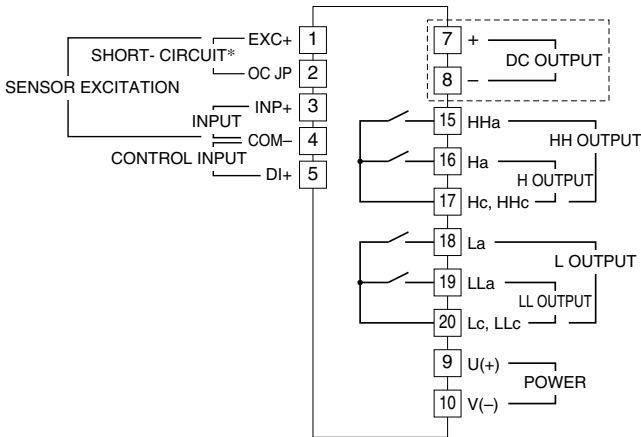 EXC+ 1
SHORT- CIRCUIT*
OC JP 2
SENSOR EXCITATION
INP+ 3
INPUT
COM– 4
CONTROL INPUT
DI+ 5
7 +
DC OUTPUT
8 –
15 HHa
HH OUTPUT
16 Ha
H OUTPUT
17 Hc, HHc
18 La
L OUTPUT
19 LLa
LL OUTPUT
20 Lc, LLc
9 U(+)
POWER
10 V(–)